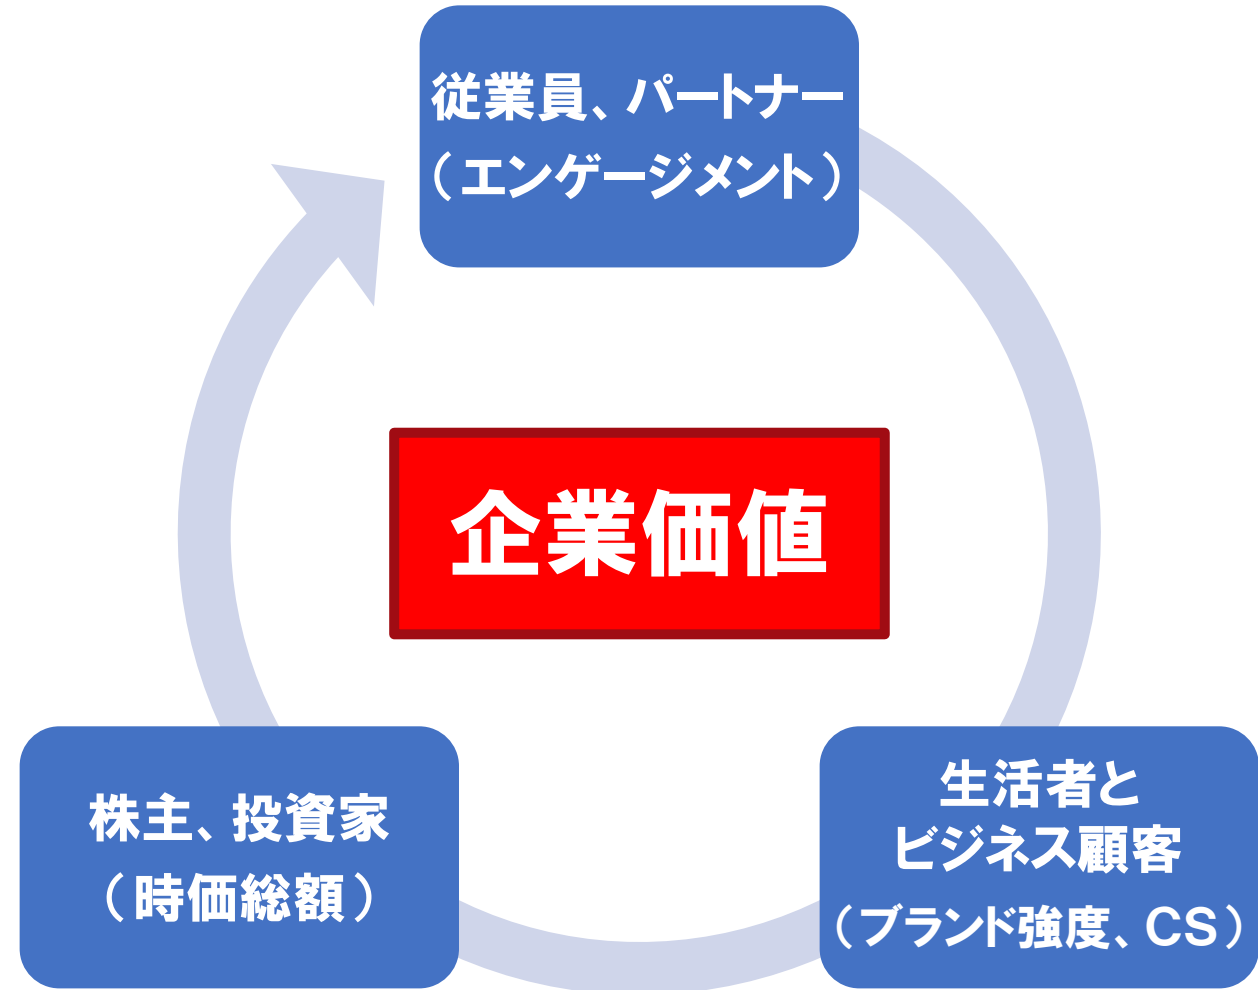 従業員、パートナー
（エンゲージメント）
企業価値
株主、投資家
（時価総額）
生活者と
ビジネス顧客
（ブランド強度、CS）